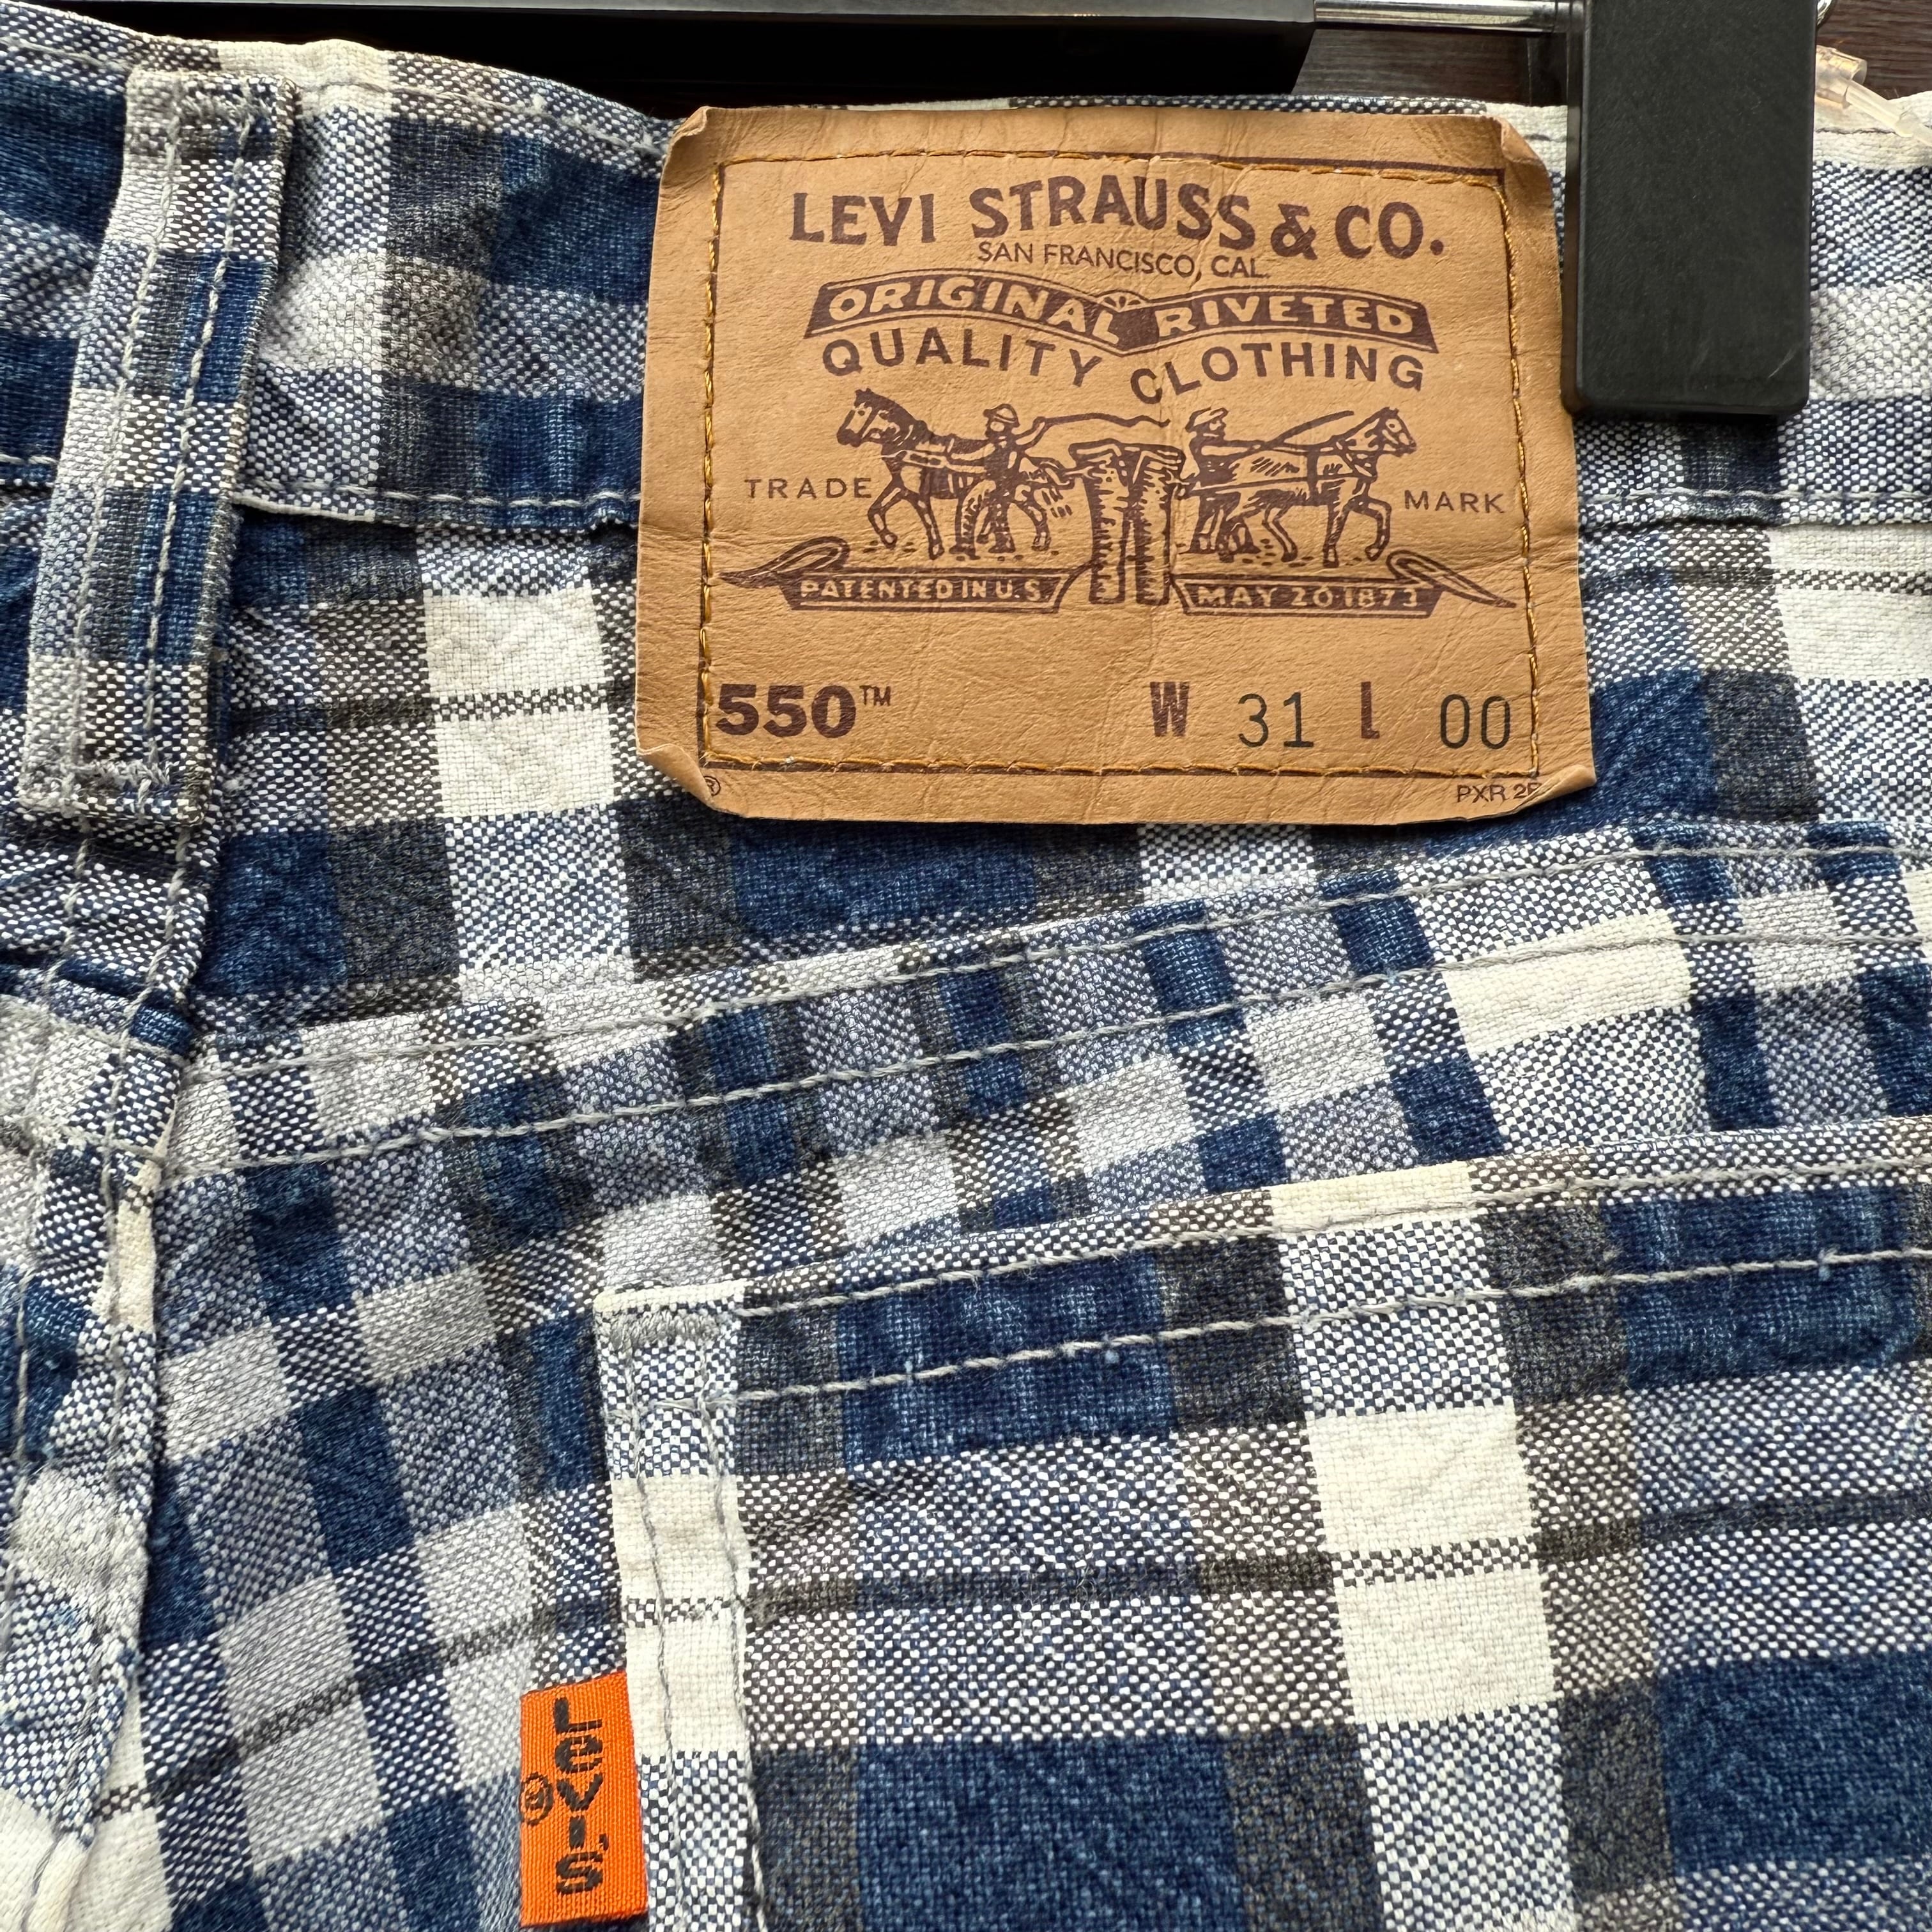 LEVI STRAUSS & CO.
SAN FRANCISCO, CAL.
ORIGINAL RIVETED
QUALITY CLOTHING
TRADE MARK
PATENTED IN U.S MAY 20 1873
550™ W 31 L 00
® PXR
Levi's
®